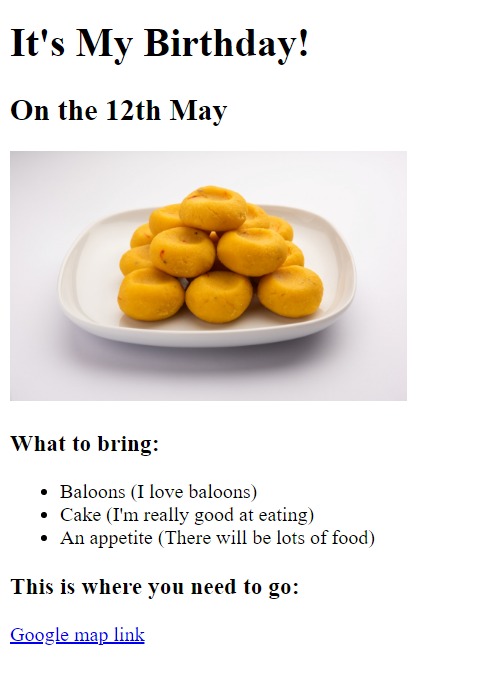 It's My Birthday!
On the 12th May
What to bring:
Baloons (I love baloons)
Cake (I'm really good at eating)
An appetite (There will be lots of food)
This is where you need to go:
Google map link